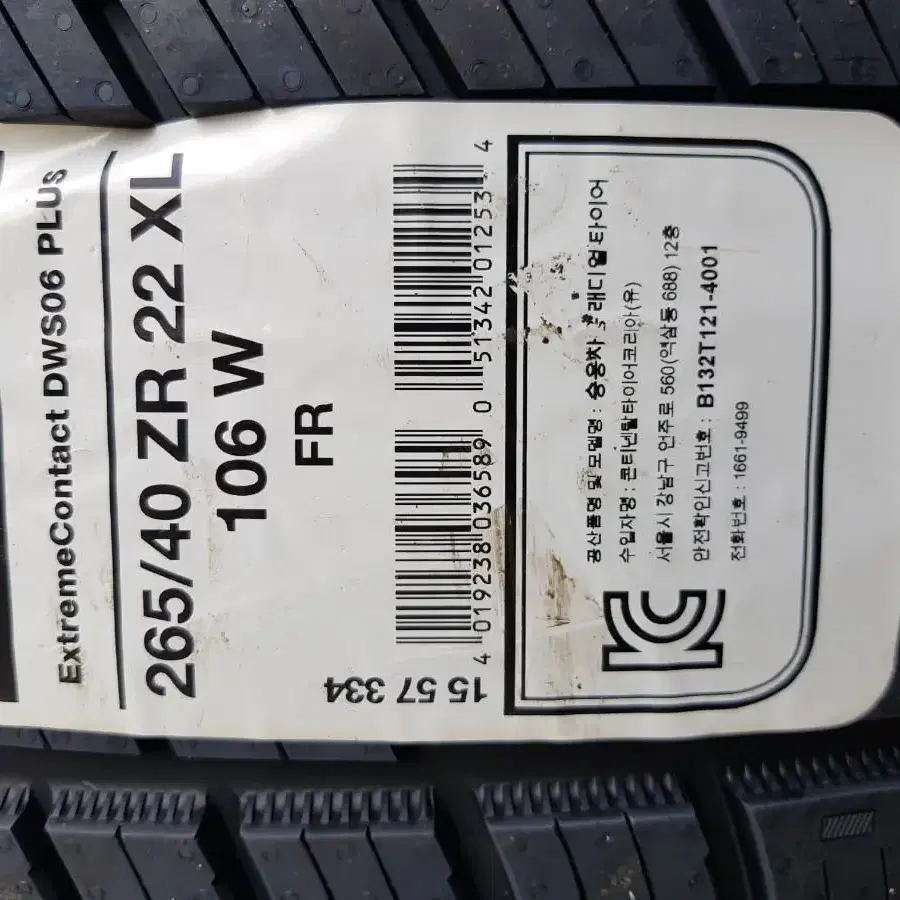 ExtremeContact DWS06 PLUS
265/40 ZR 22 XL
106 W
FR
4 019238 036589
0 51342 01253 4
15 57 334
공산품명 및 모델명 : 승용차 래디얼 타이어
수입자명 : 콘티넨탈타이어코리아(유)
서울시 강남구 언주로 560(역삼동 688) 12층
안전확인신고번호 : B132T121-4001
전화번호 : 1661-9499